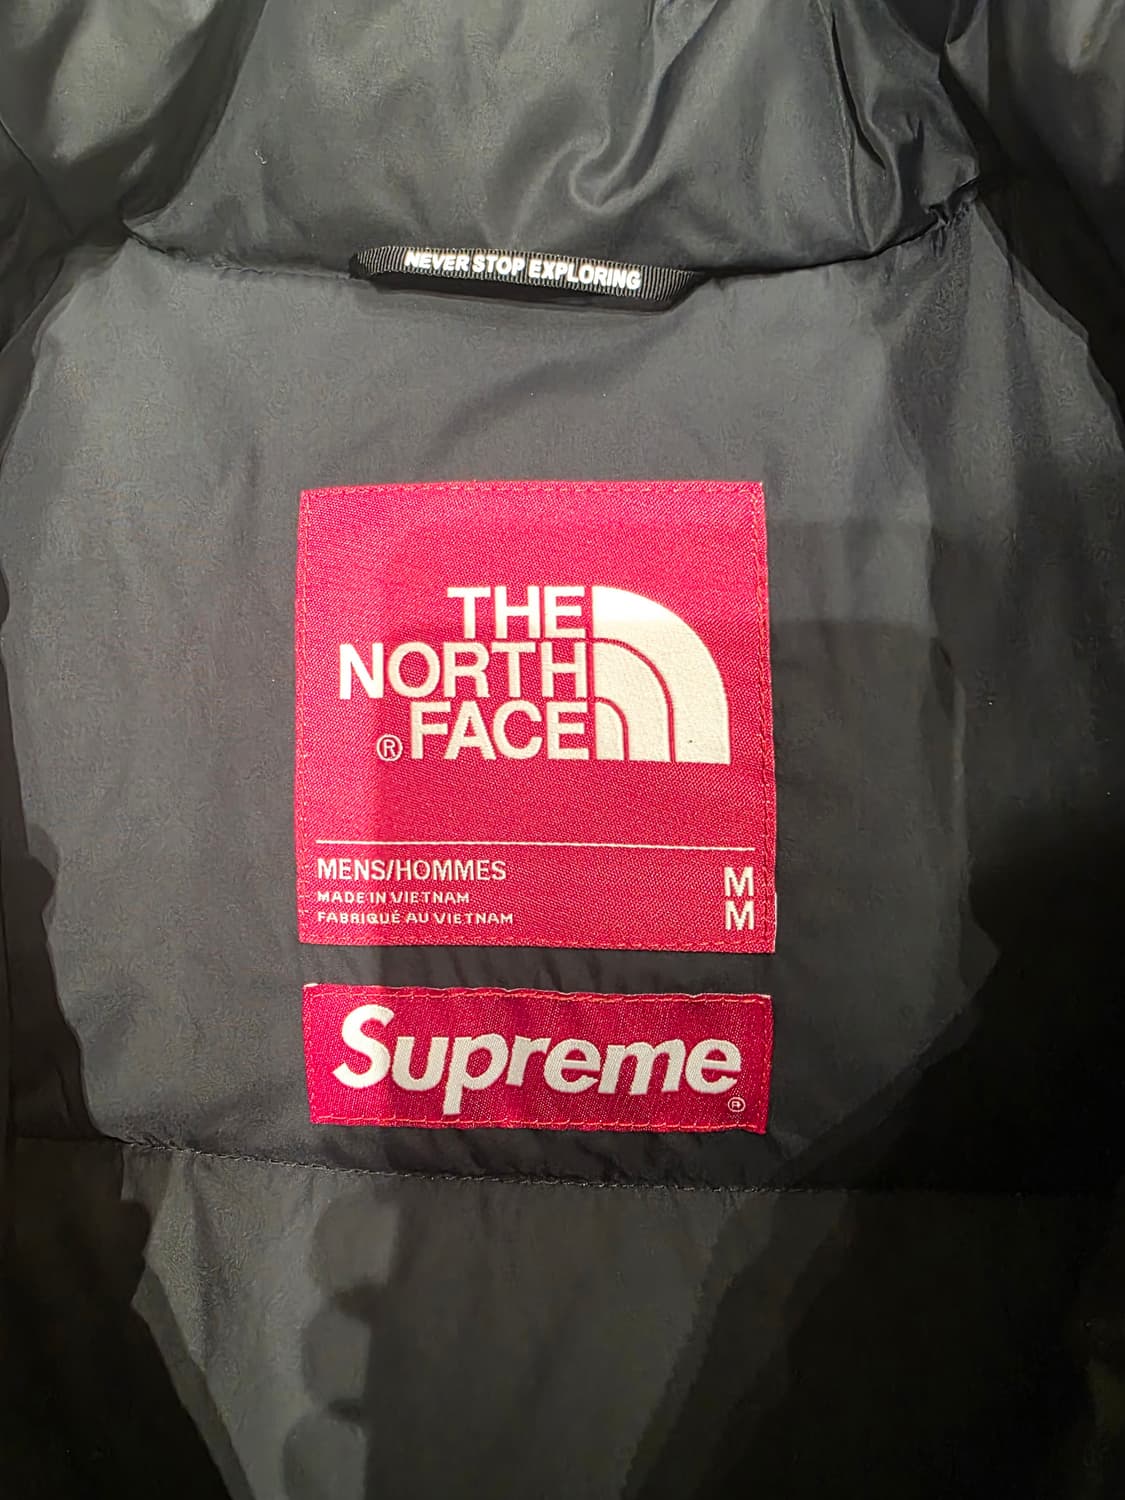 NEVER STOP EXPLORING
THE
NORTH
® FACE
MENS/HOMMES M
MADE IN VIETNAM
FABRIQUÉ AU VIETNAM M
Supreme ®